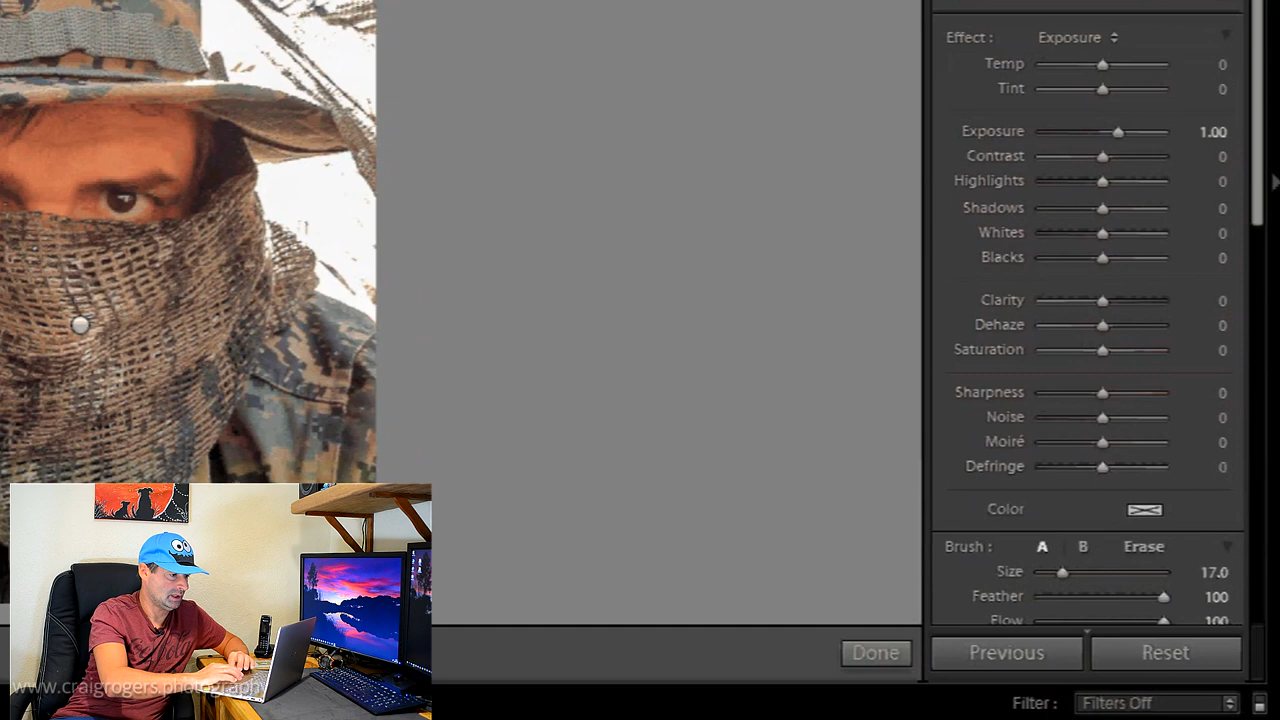 Effect : Exposure
Temp 0
Tint 0
Exposure 1.00
Contrast 0
Highlights 0
Shadows 0
Whites 0
Blacks 0
Clarity 0
Dehaze 0
Saturation 0
Sharpness 0
Noise 0
Moiré 0
Defringe 0
Color
Brush : A B Erase
Size 17.0
Feather 100
Flow 100
Done Previous Reset
www.craigrogers.photography
Filter : Filters Off